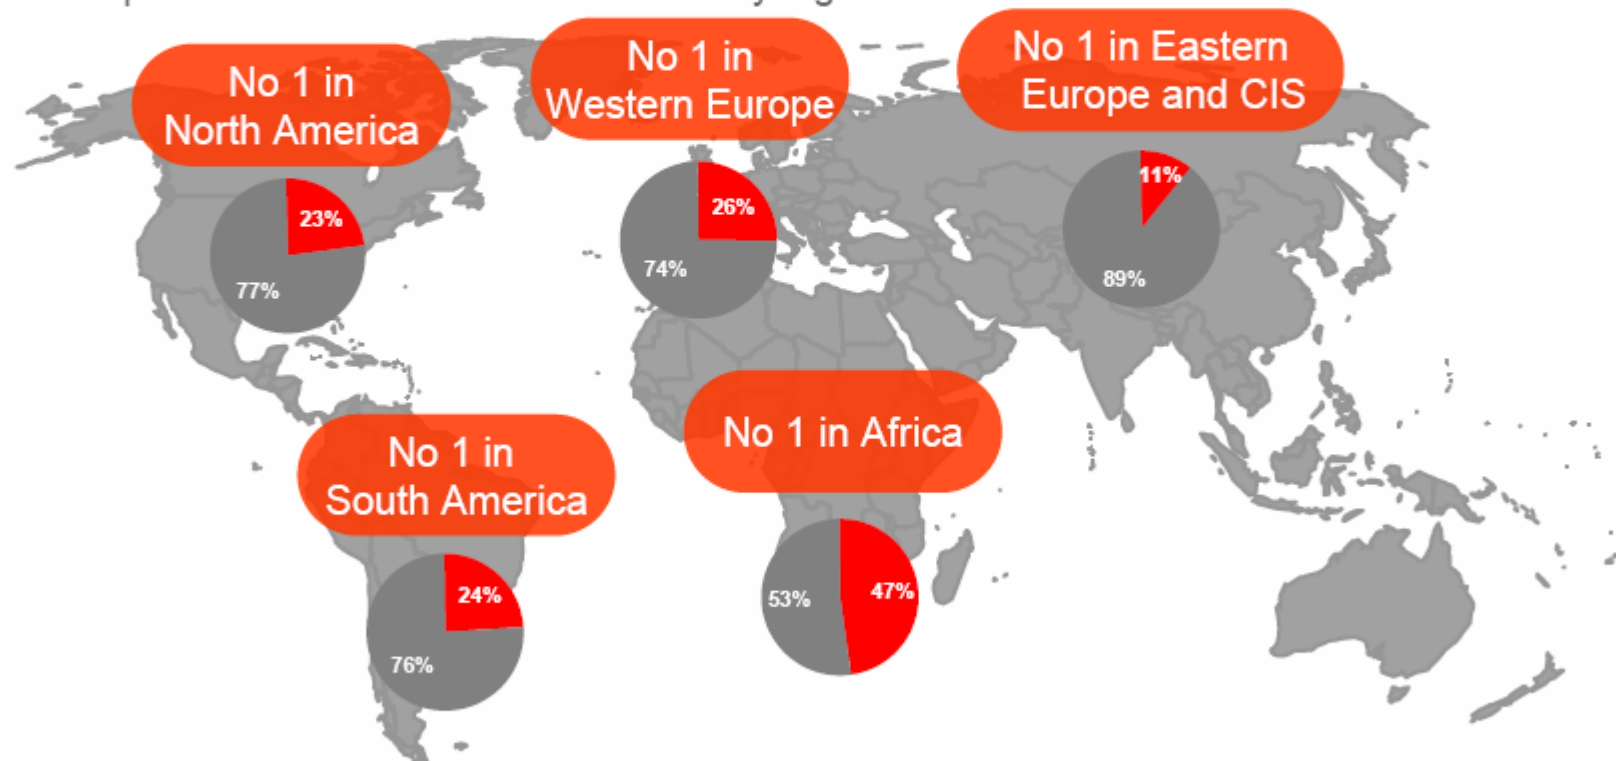 No 1 in
North America
23%
77%
No 1 in
Western Europe
26%
74%
No 1 in Eastern
Europe and CIS
11%
89%
No 1 in
South America
24%
76%
No 1 in Africa
53%
47%